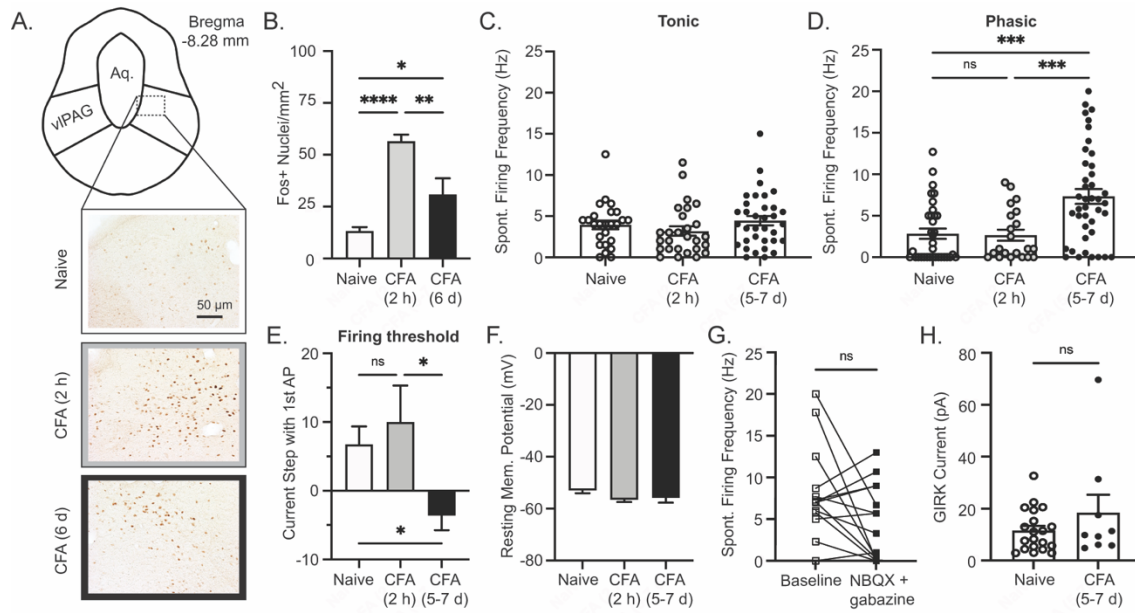 A.
Bregma
-8.28 mm
Aq.
vlPAG
Naive
50 µm
CFA (2 h)
CFA (6 d)
B.
Fos+ Nuclei/mm²
100
75
50
25
0
*
**** **
Naive CFA CFA
(2 h) (6 d)
C.
Tonic
Spont. Firing Frequency (Hz)
25
20
15
10
5
0
Naive CFA CFA
(2 h) (5-7 d)
D.
Phasic
Spont. Firing Frequency (Hz)
25
20
15
10
5
0
***
ns ***
Naive CFA CFA
(2 h) (5-7 d)
E.
Firing threshold
Current Step with 1st AP
20
15
10
5
0
-5
-10
ns *
*
Naive CFA CFA
(2 h) (5-7 d)
F.
Resting Mem. Potential (mV)
0
-20
-40
-60
-80
Naive CFA CFA
(2 h) (5-7 d)
G.
Spont. Firing Frequency (Hz)
25
20
15
10
5
0
ns
Baseline NBQX +
gabazine
H.
GIRK Current (pA)
80
60
40
20
0
ns
Naive CFA
(5-7 d)